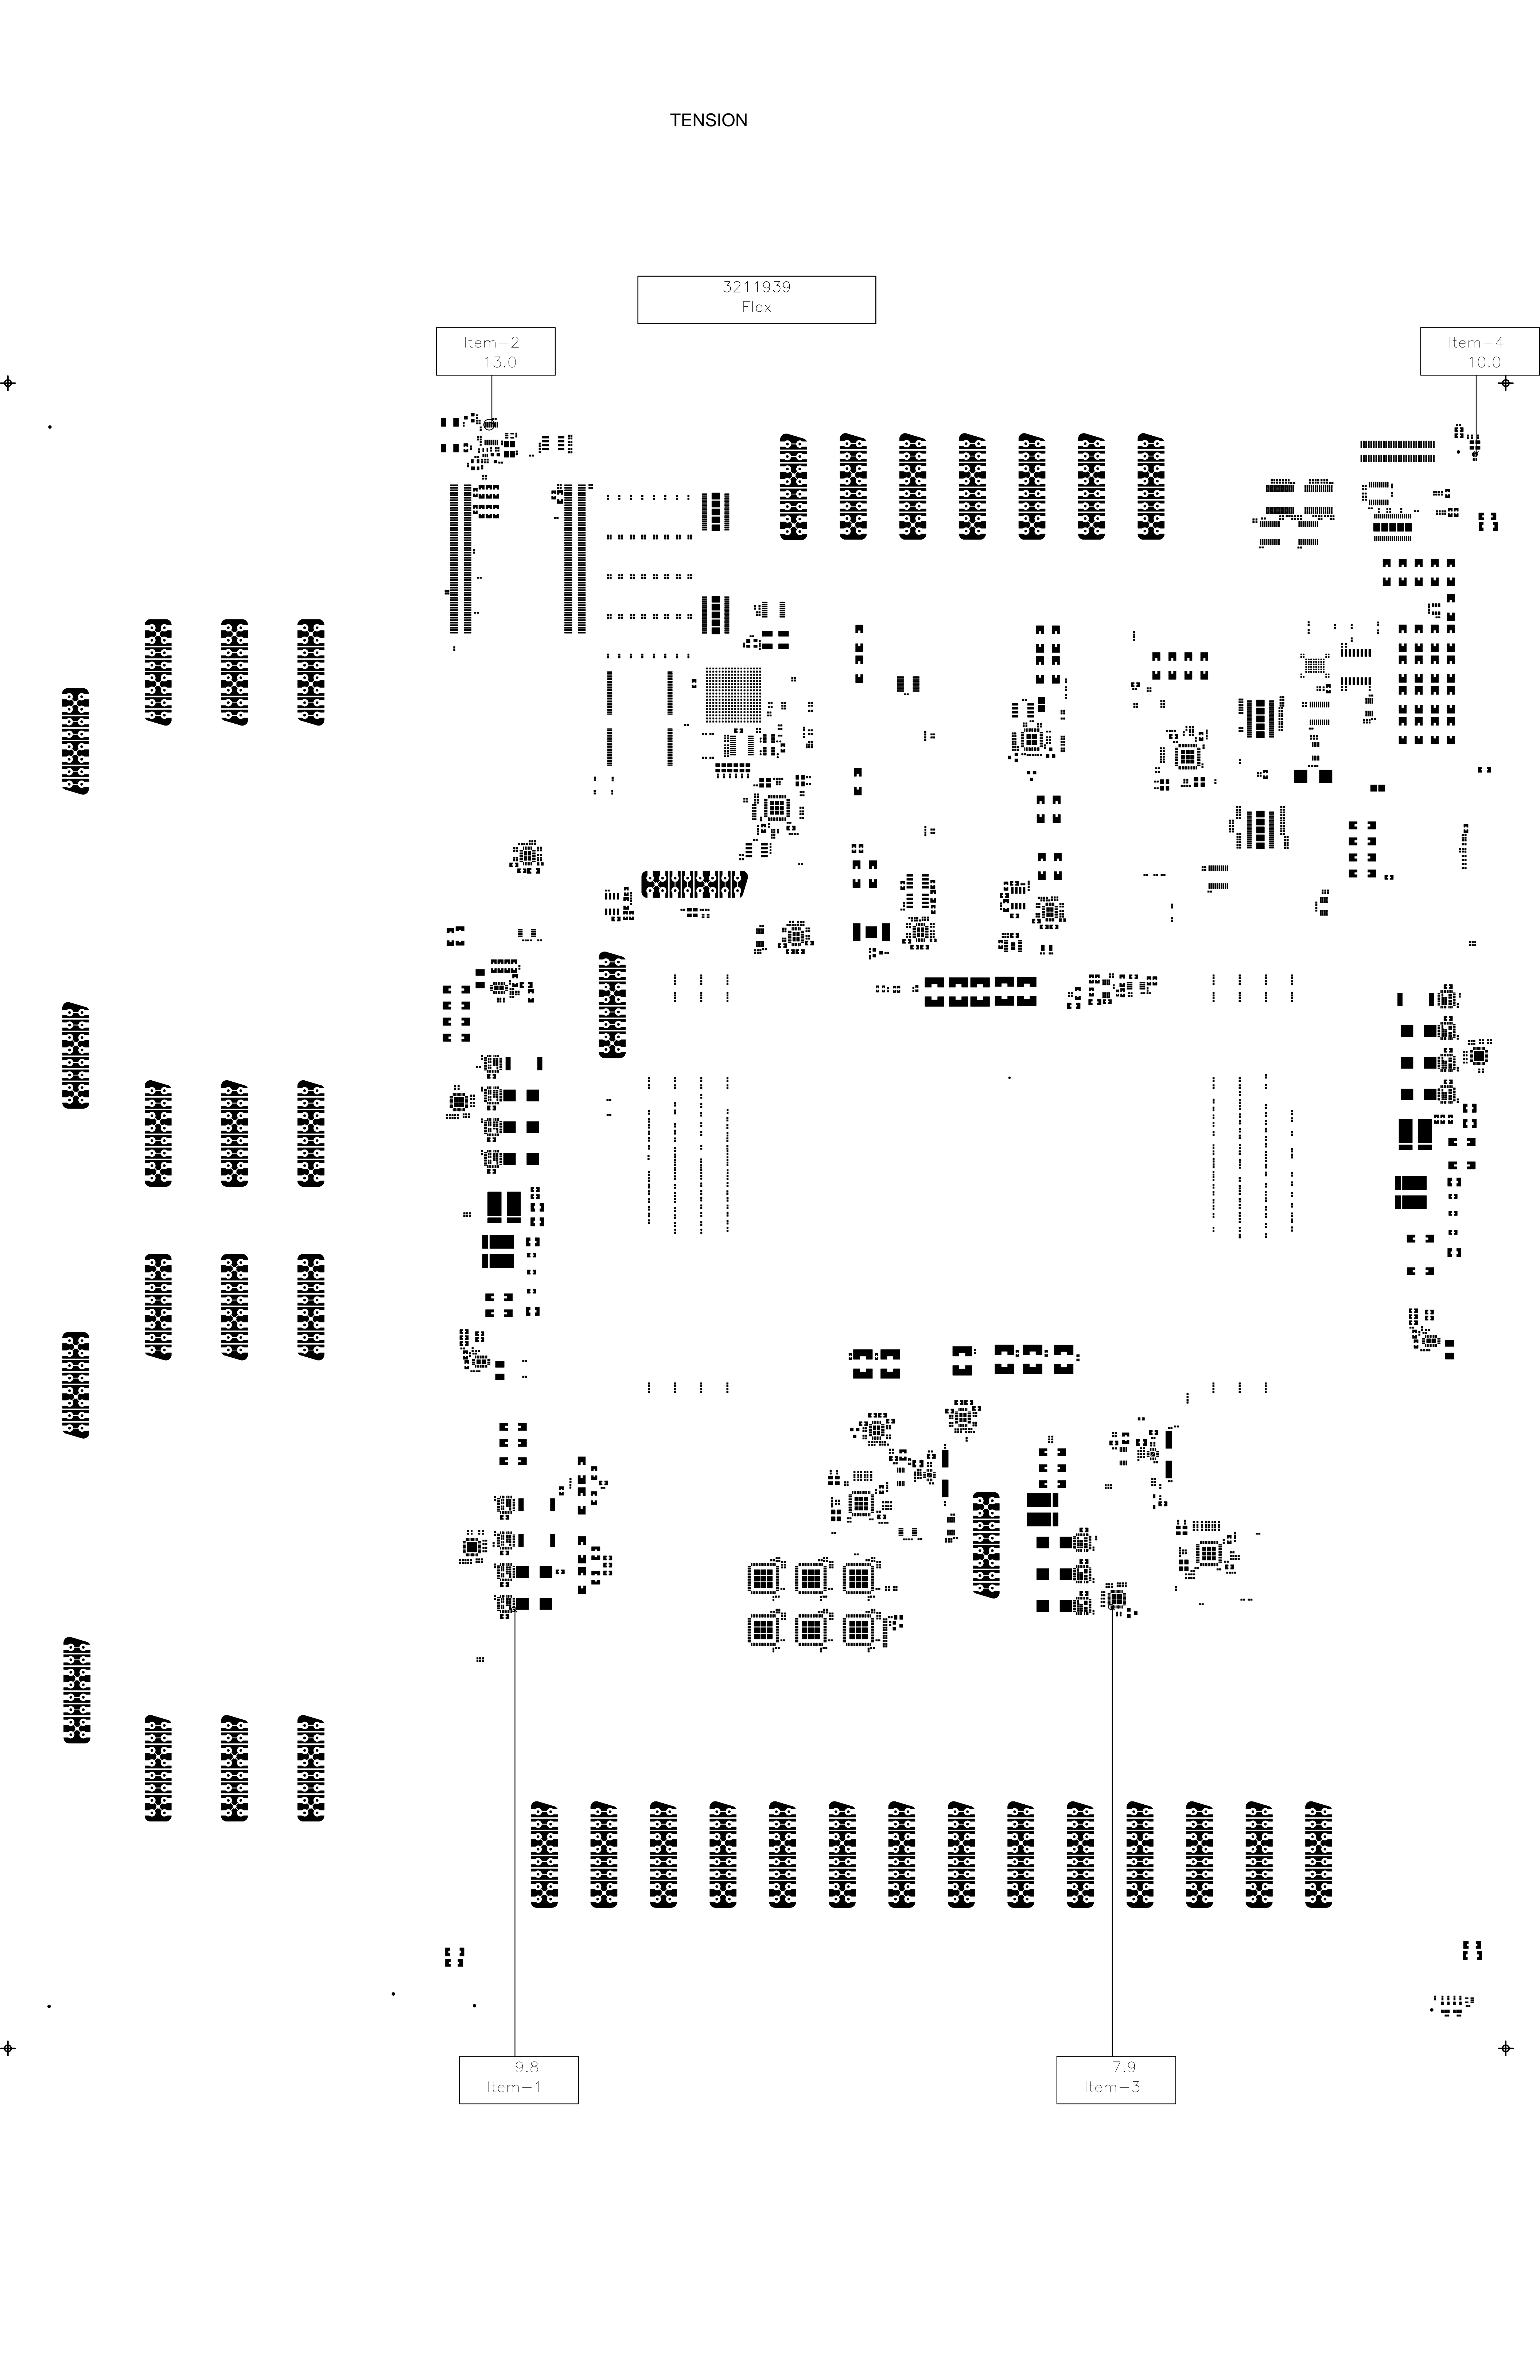 TENSION
3211939
Flex
Item-2
13.0
Item-4
10.0
9.8
Item-1
7.9
Item-3